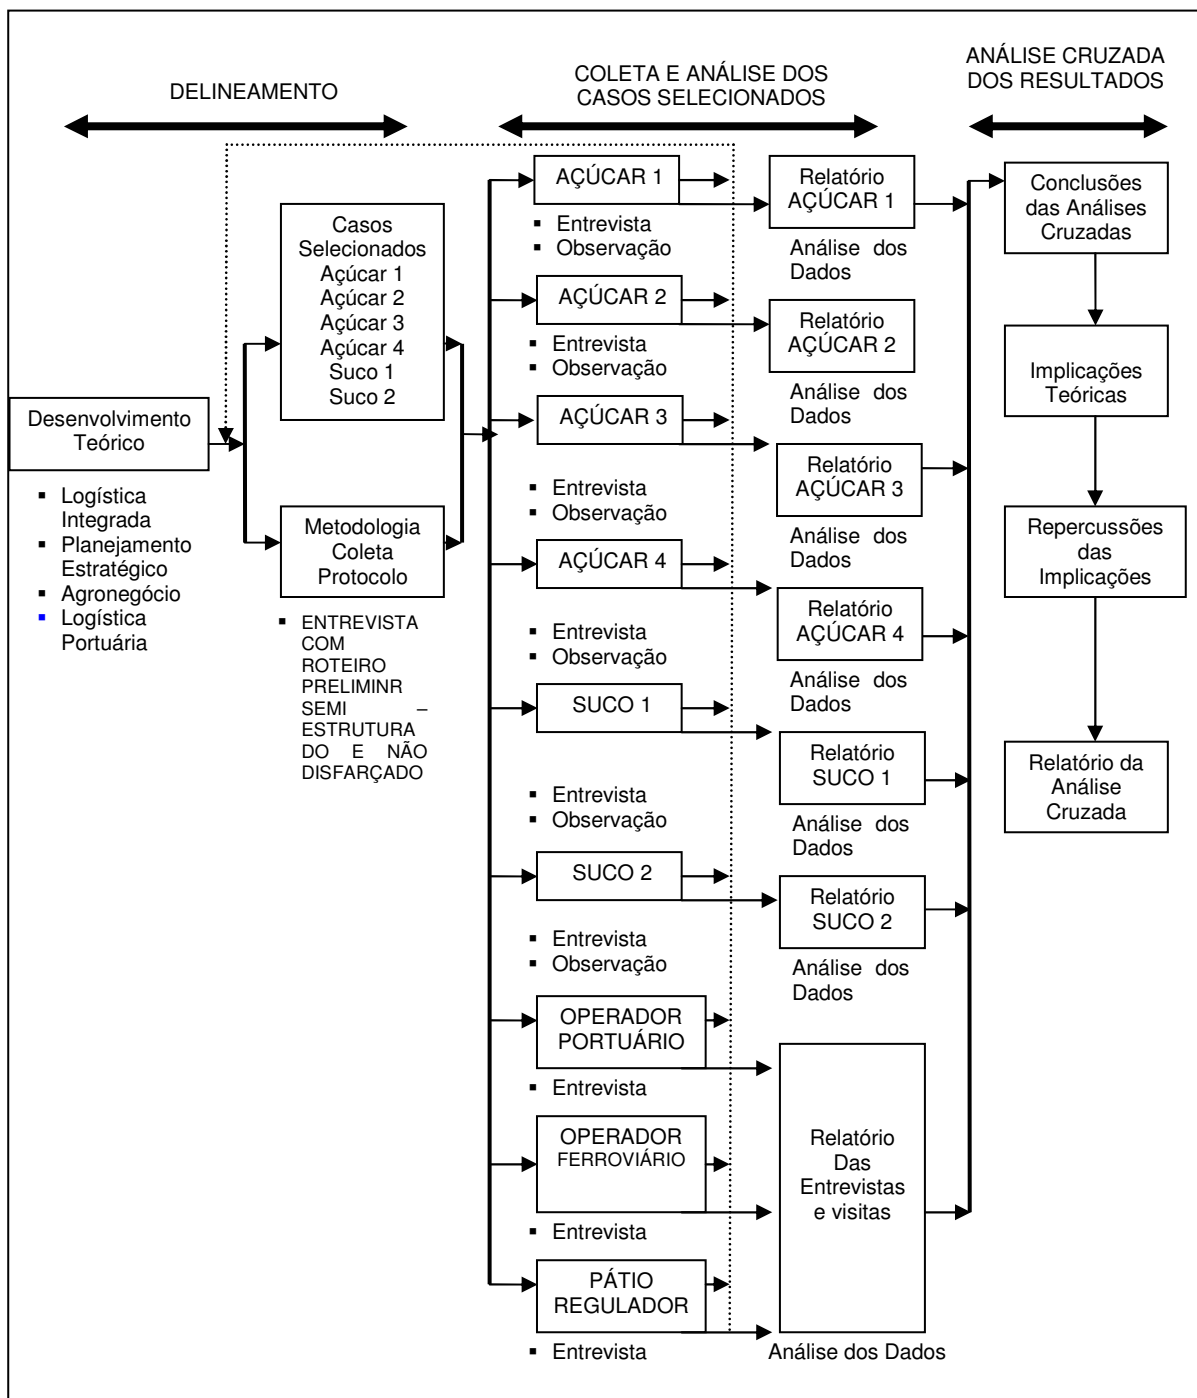 DELINEAMENTO
COLETA E ANÁLISE DOS
CASOS SELECIONADOS
ANÁLISE CRUZADA
DOS RESULTADOS
Desenvolvimento
Teórico
▪ Logística
Integrada
▪ Planejamento
Estratégico
▪ Agronegócio
▪ Logística
Portuária
Casos
Selecionados
Açúcar 1
Açúcar 2
Açúcar 3
Açúcar 4
Suco 1
Suco 2
Metodologia
Coleta
Protocolo
▪ ENTREVISTA
COM
ROTEIRO
PRELIMINR
SEMI –
ESTRUTURA
DO E NÃO
DISFARÇADO
AÇÚCAR 1
▪ Entrevista
▪ Observação
AÇÚCAR 2
▪ Entrevista
▪ Observação
AÇÚCAR 3
▪ Entrevista
▪ Observação
AÇÚCAR 4
▪ Entrevista
▪ Observação
SUCO 1
▪ Entrevista
▪ Observação
SUCO 2
▪ Entrevista
▪ Observação
OPERADOR
PORTUÁRIO
▪ Entrevista
OPERADOR
FERROVIÁRIO
▪ Entrevista
PÁTIO
REGULADOR
▪ Entrevista
Relatório
AÇÚCAR 1
Análise dos
Dados
Relatório
AÇÚCAR 2
Análise dos
Dados
Relatório
AÇÚCAR 3
Análise dos
Dados
Relatório
AÇÚCAR 4
Análise dos
Dados
Relatório
SUCO 1
Análise dos
Dados
Relatório
SUCO 2
Análise dos
Dados
Relatório
Das
Entrevistas
e visitas
Análise dos Dados
Conclusões
das Análises
Cruzadas
Implicações
Teóricas
Repercussões
das
Implicações
Relatório da
Análise
Cruzada